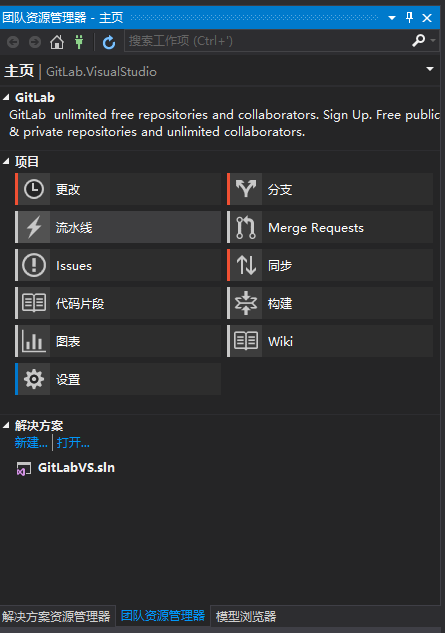 团队资源管理器 - 主页
搜索工作项 (Ctrl+')
主页 | GitLab.VisualStudio
GitLab
GitLab unlimited free repositories and collaborators. Sign Up. Free public
& private repositories and unlimited collaborators.
项目
更改 分支
流水线 Merge Requests
Issues 同步
代码片段 构建
图表 Wiki
设置
解决方案
新建... | 打开...
GitLabVS.sln
解决方案资源管理器 团队资源管理器 模型浏览器